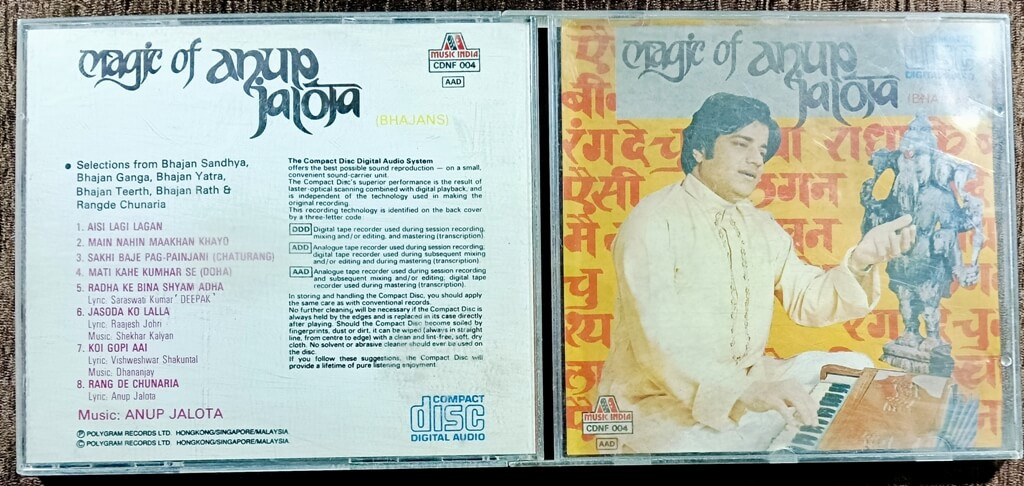 magic of anup
jalota
(BHAJANS)
MUSIC INDIA
CDNF 004
AAD
• Selections from Bhajan Sandhya,
Bhajan Ganga, Bhajan Yatra,
Bhajan Teerth, Bhajan Rath &
Rangde Chunaria
1. AISI LAGI LAGAN
2. MAIN NAHIN MAAKHAN KHAYO
3. SAKHI BAJE PAG-PAINJANI (CHATURANG)
4. MATI KAHE KUMHAR SE (DOHA)
5. RADHA KE BINA SHYAM ADHA
Lyric: Saraswati Kumar 'DEEPAK'
6. JASODA KO LALLA
Lyric: Raajesh Johri
Music: Shekhar Kalyan
7. KOI GOPI AAI
Lyric: Vishweshwar Shakuntal
Music: Dhananjay
8. RANG DE CHUNARIA
Lyric: Anup Jalota
Music: ANUP JALOTA
Ⓟ POLYGRAM RECORDS LTD. HONGKONG/SINGAPORE/MALAYSIA
© POLYGRAM RECORDS LTD. HONGKONG/SINGAPORE/MALAYSIA
The Compact Disc Digital Audio System
offers the best possible sound reproduction — on a small,
convenient sound-carrier unit.
The Compact Disc's superior performance is the result of
laser-optical scanning combined with digital playback, and
is independent of the technology used in making the
original recording.
This recording technology is identified on the back cover
by a three-letter code:
DDD Digital tape recorder used during session recording,
mixing and/or editing, and mastering (transcription).
ADD Analogue tape recorder used during session recording;
digital tape recorder used during subsequent mixing
and/or editing and during mastering (transcription).
AAD Analogue tape recorder used during session recording
and subsequent mixing and/or editing; digital tape
recorder used during mastering (transcription).
In storing and handling the Compact Disc, you should apply
the same care as with conventional records.
No further cleaning will be necessary if the Compact Disc is
always held by the edges and is replaced in its case directly
after playing. Should the Compact Disc become soiled by
fingerprints, dust or dirt, it can be wiped (always in straight
line, from centre to edge) with a clean and lint-free, soft, dry
cloth. No solvent or abrasive cleaner should ever be used on
the disc.
If you follow these suggestions, the Compact Disc will
provide a lifetime of pure listening enjoyment.
COMPACT
disc
DIGITAL AUDIO
magic of anup
jalota
DIGITAL AUDIO
रंग दे चु
राधा के
ऐसी
लगन
मै
चु
श्य
रंग
MUSIC INDIA
CDNF 004
AAD